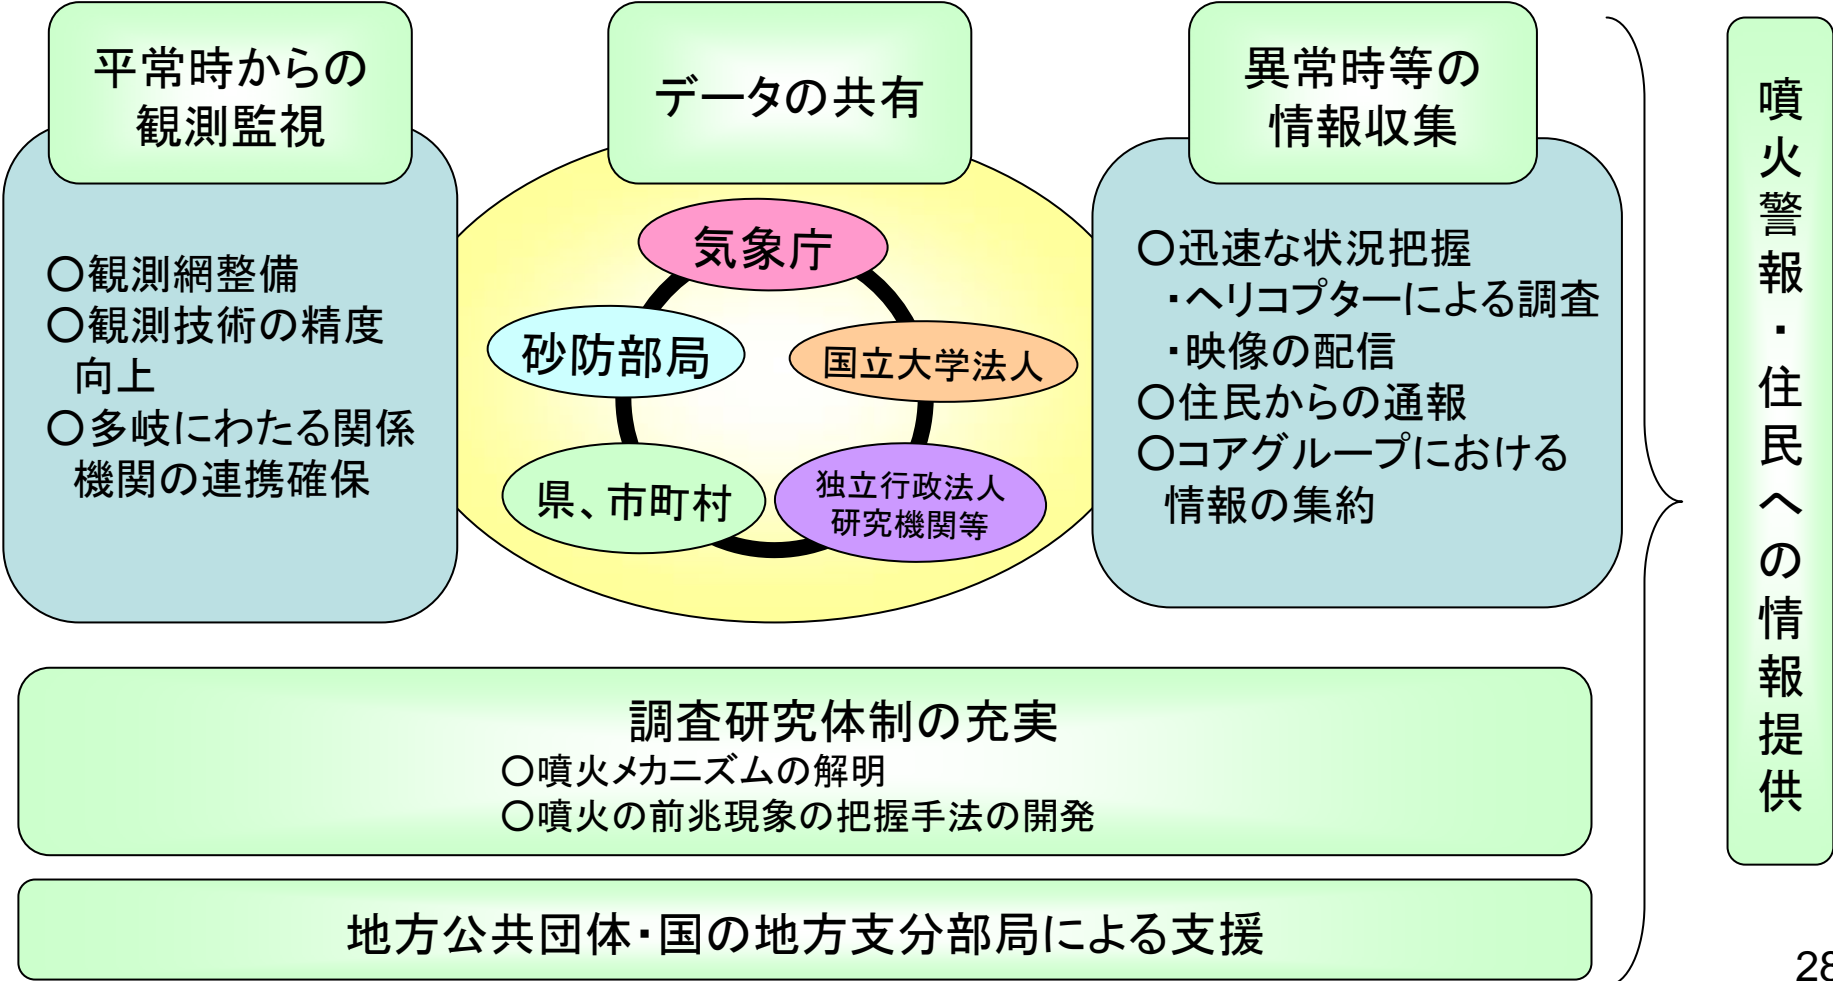 平常時からの
観測監視
〇観測網整備
〇観測技術の精度
向上
〇多岐にわたる関係
機関の連携確保
データの共有
気象庁
砂防部局
国立大学法人
県、市町村
独立行政法人
研究機関等
異常時等の
情報収集
〇迅速な状況把握
・ヘリコプターによる調査
・映像の配信
〇住民からの通報
〇コアグループにおける
情報の集約
調査研究体制の充実
〇噴火メカニズムの解明
〇噴火の前兆現象の把握手法の開発
地方公共団体・国の地方支分部局による支援
噴火警報・住民への情報提供
28